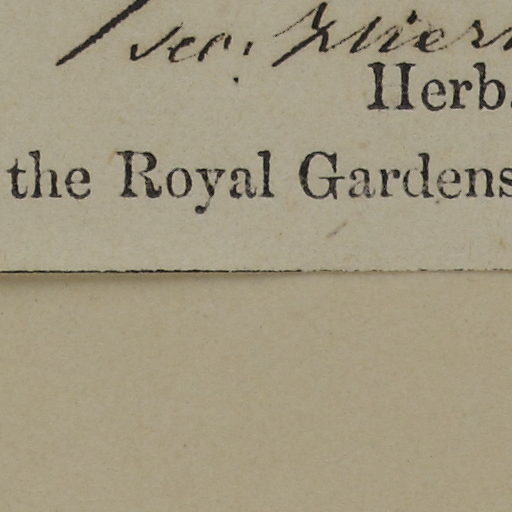 Herb.
the Royal Gardens